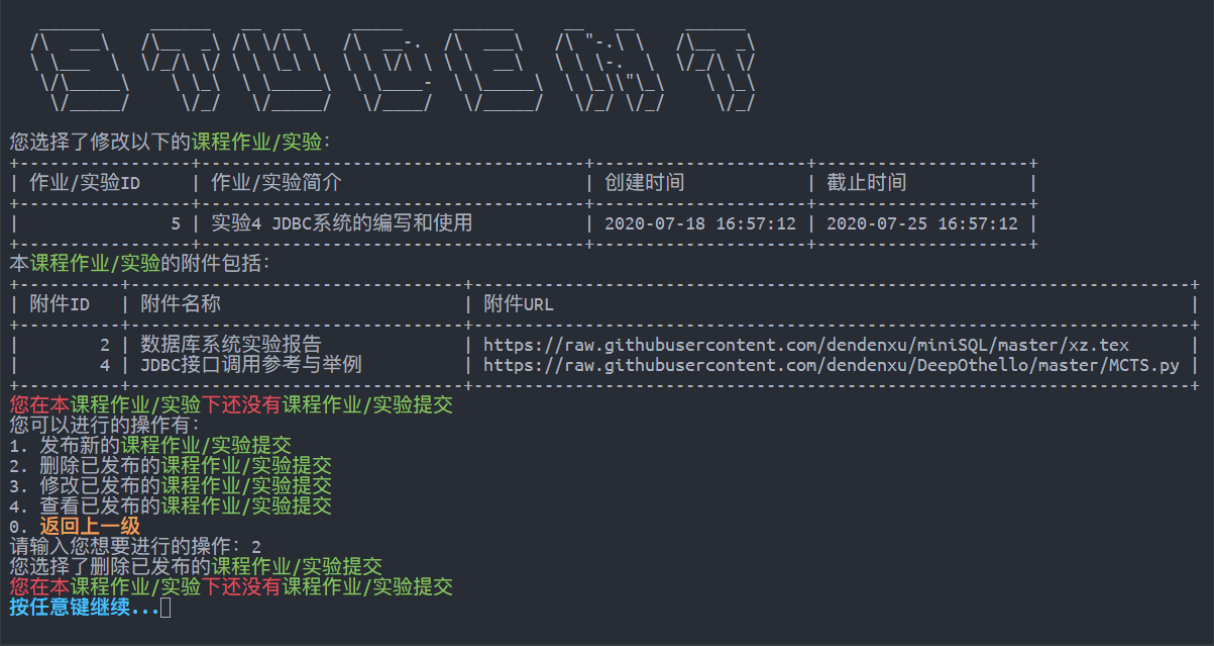 STUDENT
您选择了修改以下的课程作业/实验:
| 作业/实验ID | 作业/实验简介 | 创建时间 | 截止时间 |
| 5 | 实验4 JDBC系统的编写和使用 | 2020-07-18 16:57:12 | 2020-07-25 16:57:12 |
本课程作业/实验的附件包括:
| 附件ID | 附件名称 | 附件URL |
| 2 | 数据库系统实验报告 | https://raw.githubusercontent.com/dendenxu/miniSQL/master/xz.tex |
| 4 | JDBC接口调用参考与举例 | https://raw.githubusercontent.com/dendenxu/DeepOthello/master/MCTS.py |
您在本课程作业/实验下还没有课程作业/实验提交
您可以进行的操作有:
1. 发布新的课程作业/实验提交
2. 删除已发布的课程作业/实验提交
3. 修改已发布的课程作业/实验提交
4. 查看已发布的课程作业/实验提交
0. 返回上一级
请输入您想要进行的操作: 2
您选择了删除已发布的课程作业/实验提交
您在本课程作业/实验下还没有课程作业/实验提交
按任意键继续...